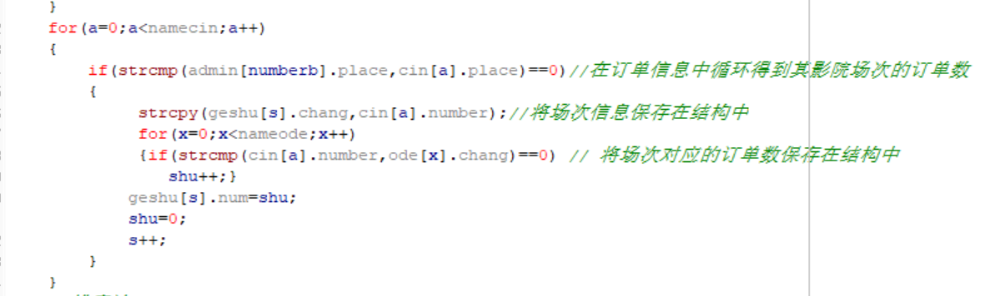 }
for(a=0;a<namecin;a++)
{
if(strcmp(admin[numberb].place,cin[a].place)==0)//在订单信息中循环得到其影院场次的订单数
{
strcpy(geshu[s].chang,cin[a].number);//将场次信息保存在结构中
for(x=0;x<nameode;x++)
{if(strcmp(cin[a].number,ode[x].chang)==0) // 将场次对应的订单数保存在结构中
shu++;}
geshu[s].num=shu;
shu=0;
s++;
}
}